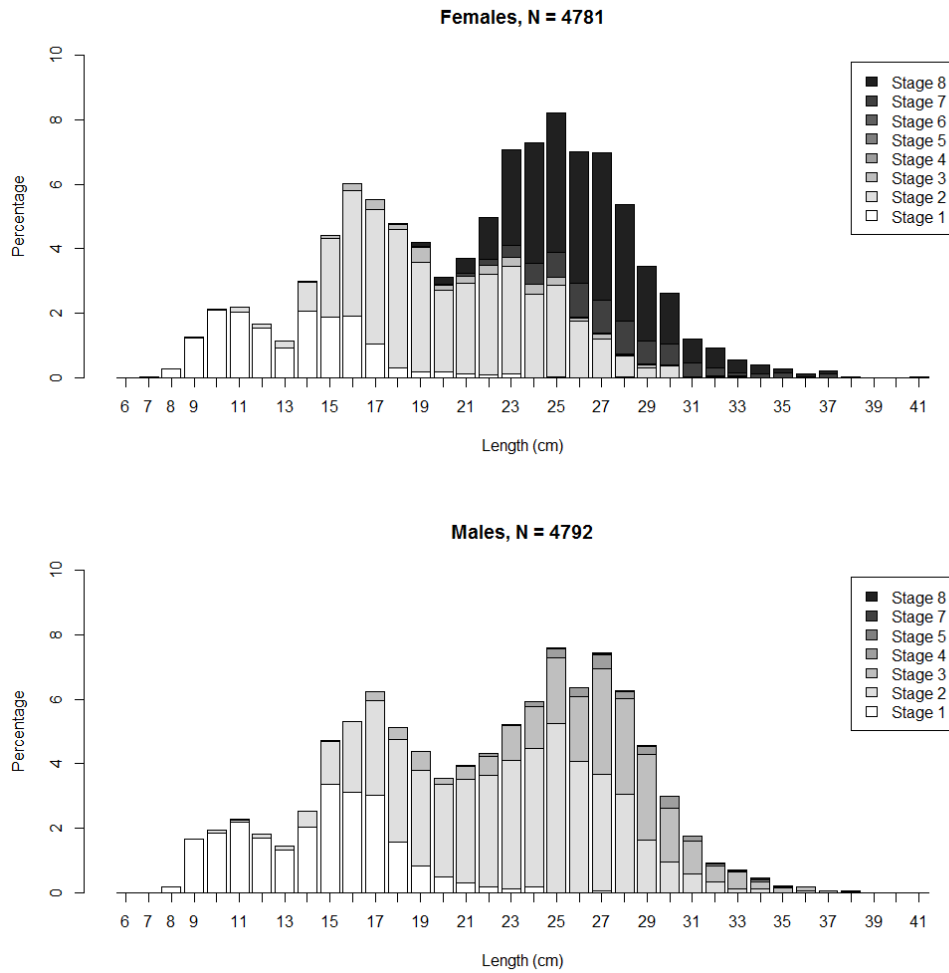 Females, N = 4781
Percentage
10
8
6
4
2
0
Stage 8
Stage 7
Stage 6
Stage 5
Stage 4
Stage 3
Stage 2
Stage 1
6 7 8 9 11 13 15 17 19 21 23 25 27 29 31 33 35 37 39 41
Length (cm)
Males, N = 4792
Percentage
10
8
6
4
2
0
Stage 8
Stage 7
Stage 5
Stage 4
Stage 3
Stage 2
Stage 1
6 7 8 9 11 13 15 17 19 21 23 25 27 29 31 33 35 37 39 41
Length (cm)